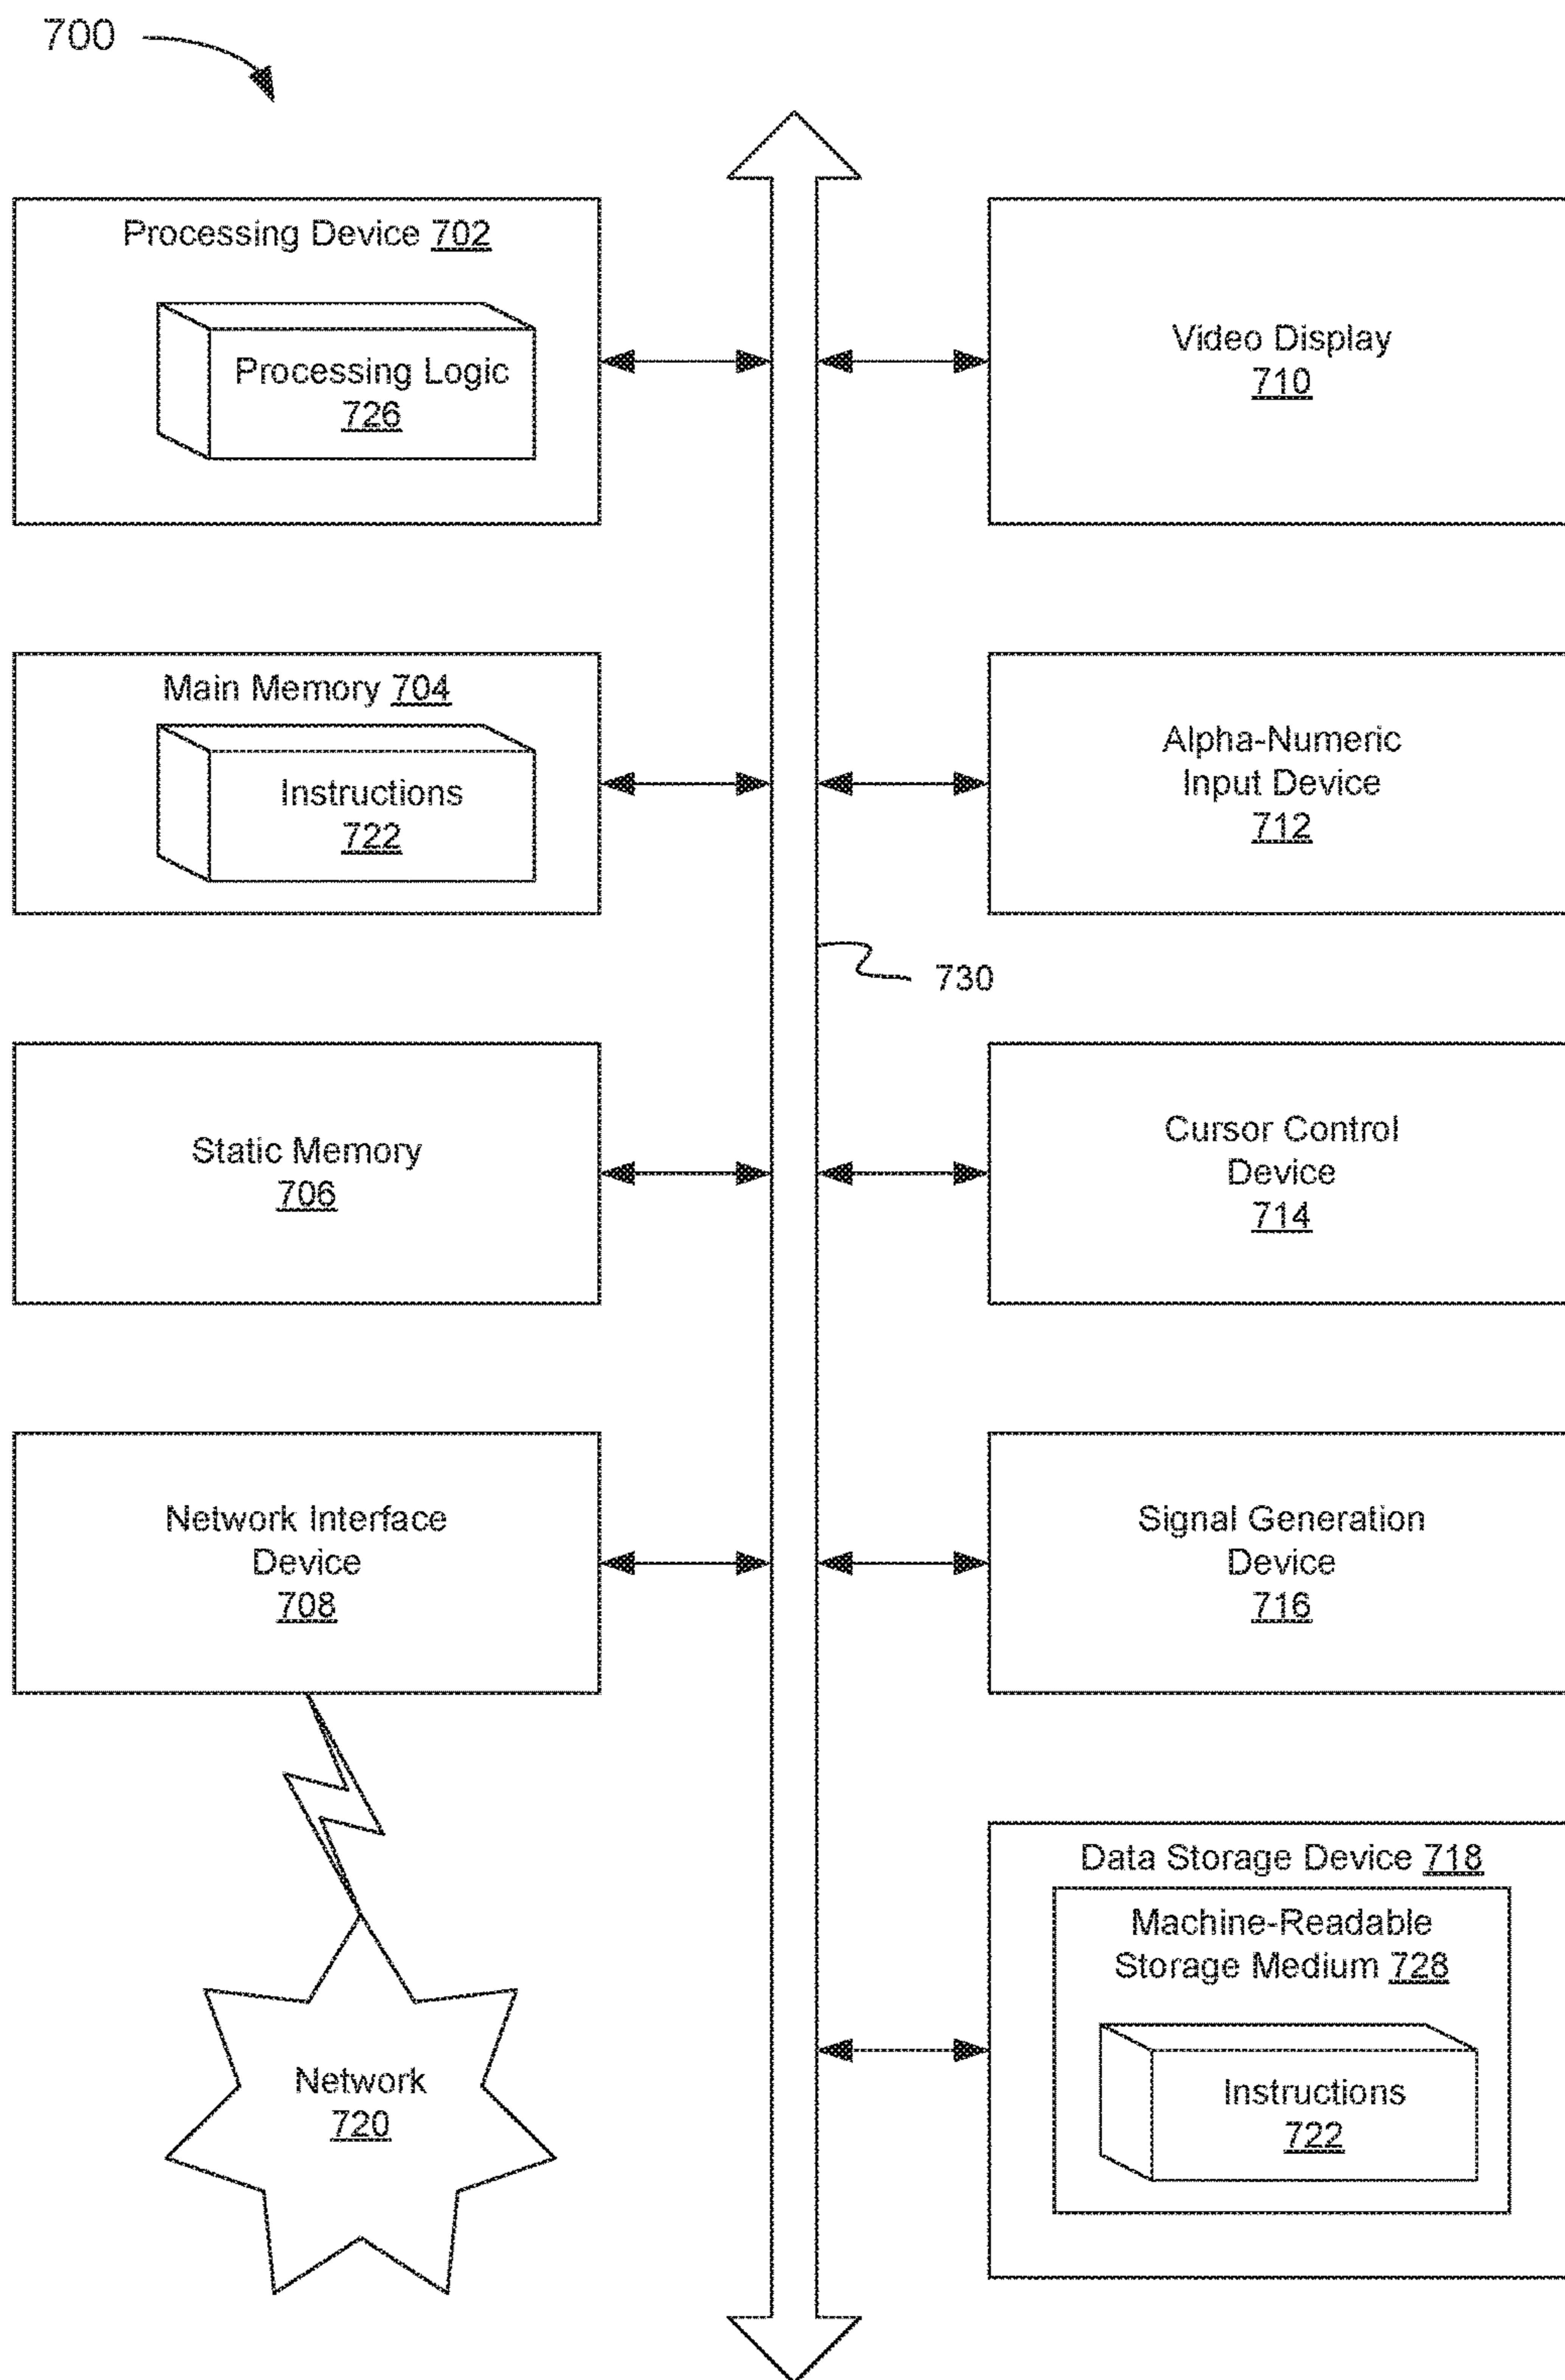 700
Processing Device 702
Processing Logic
726
Main Memory 704
Instructions
722
Static Memory
706
Network Interface
Device
708
Network
720
730
Video Display
710
Alpha-Numeric
Input Device
712
Cursor Control
Device
714
Signal Generation
Device
716
Data Storage Device 718
Machine-Readable
Storage Medium 728
Instructions
722